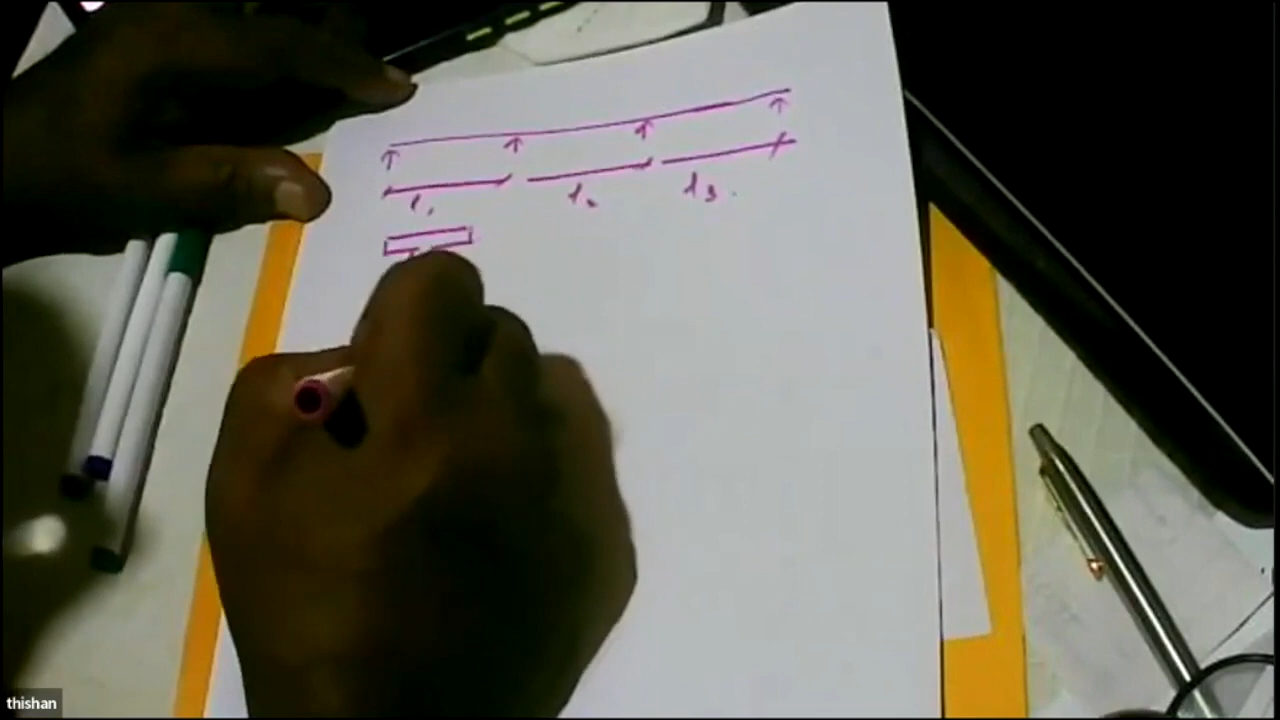 l₁ l₂ l₃.
thishan